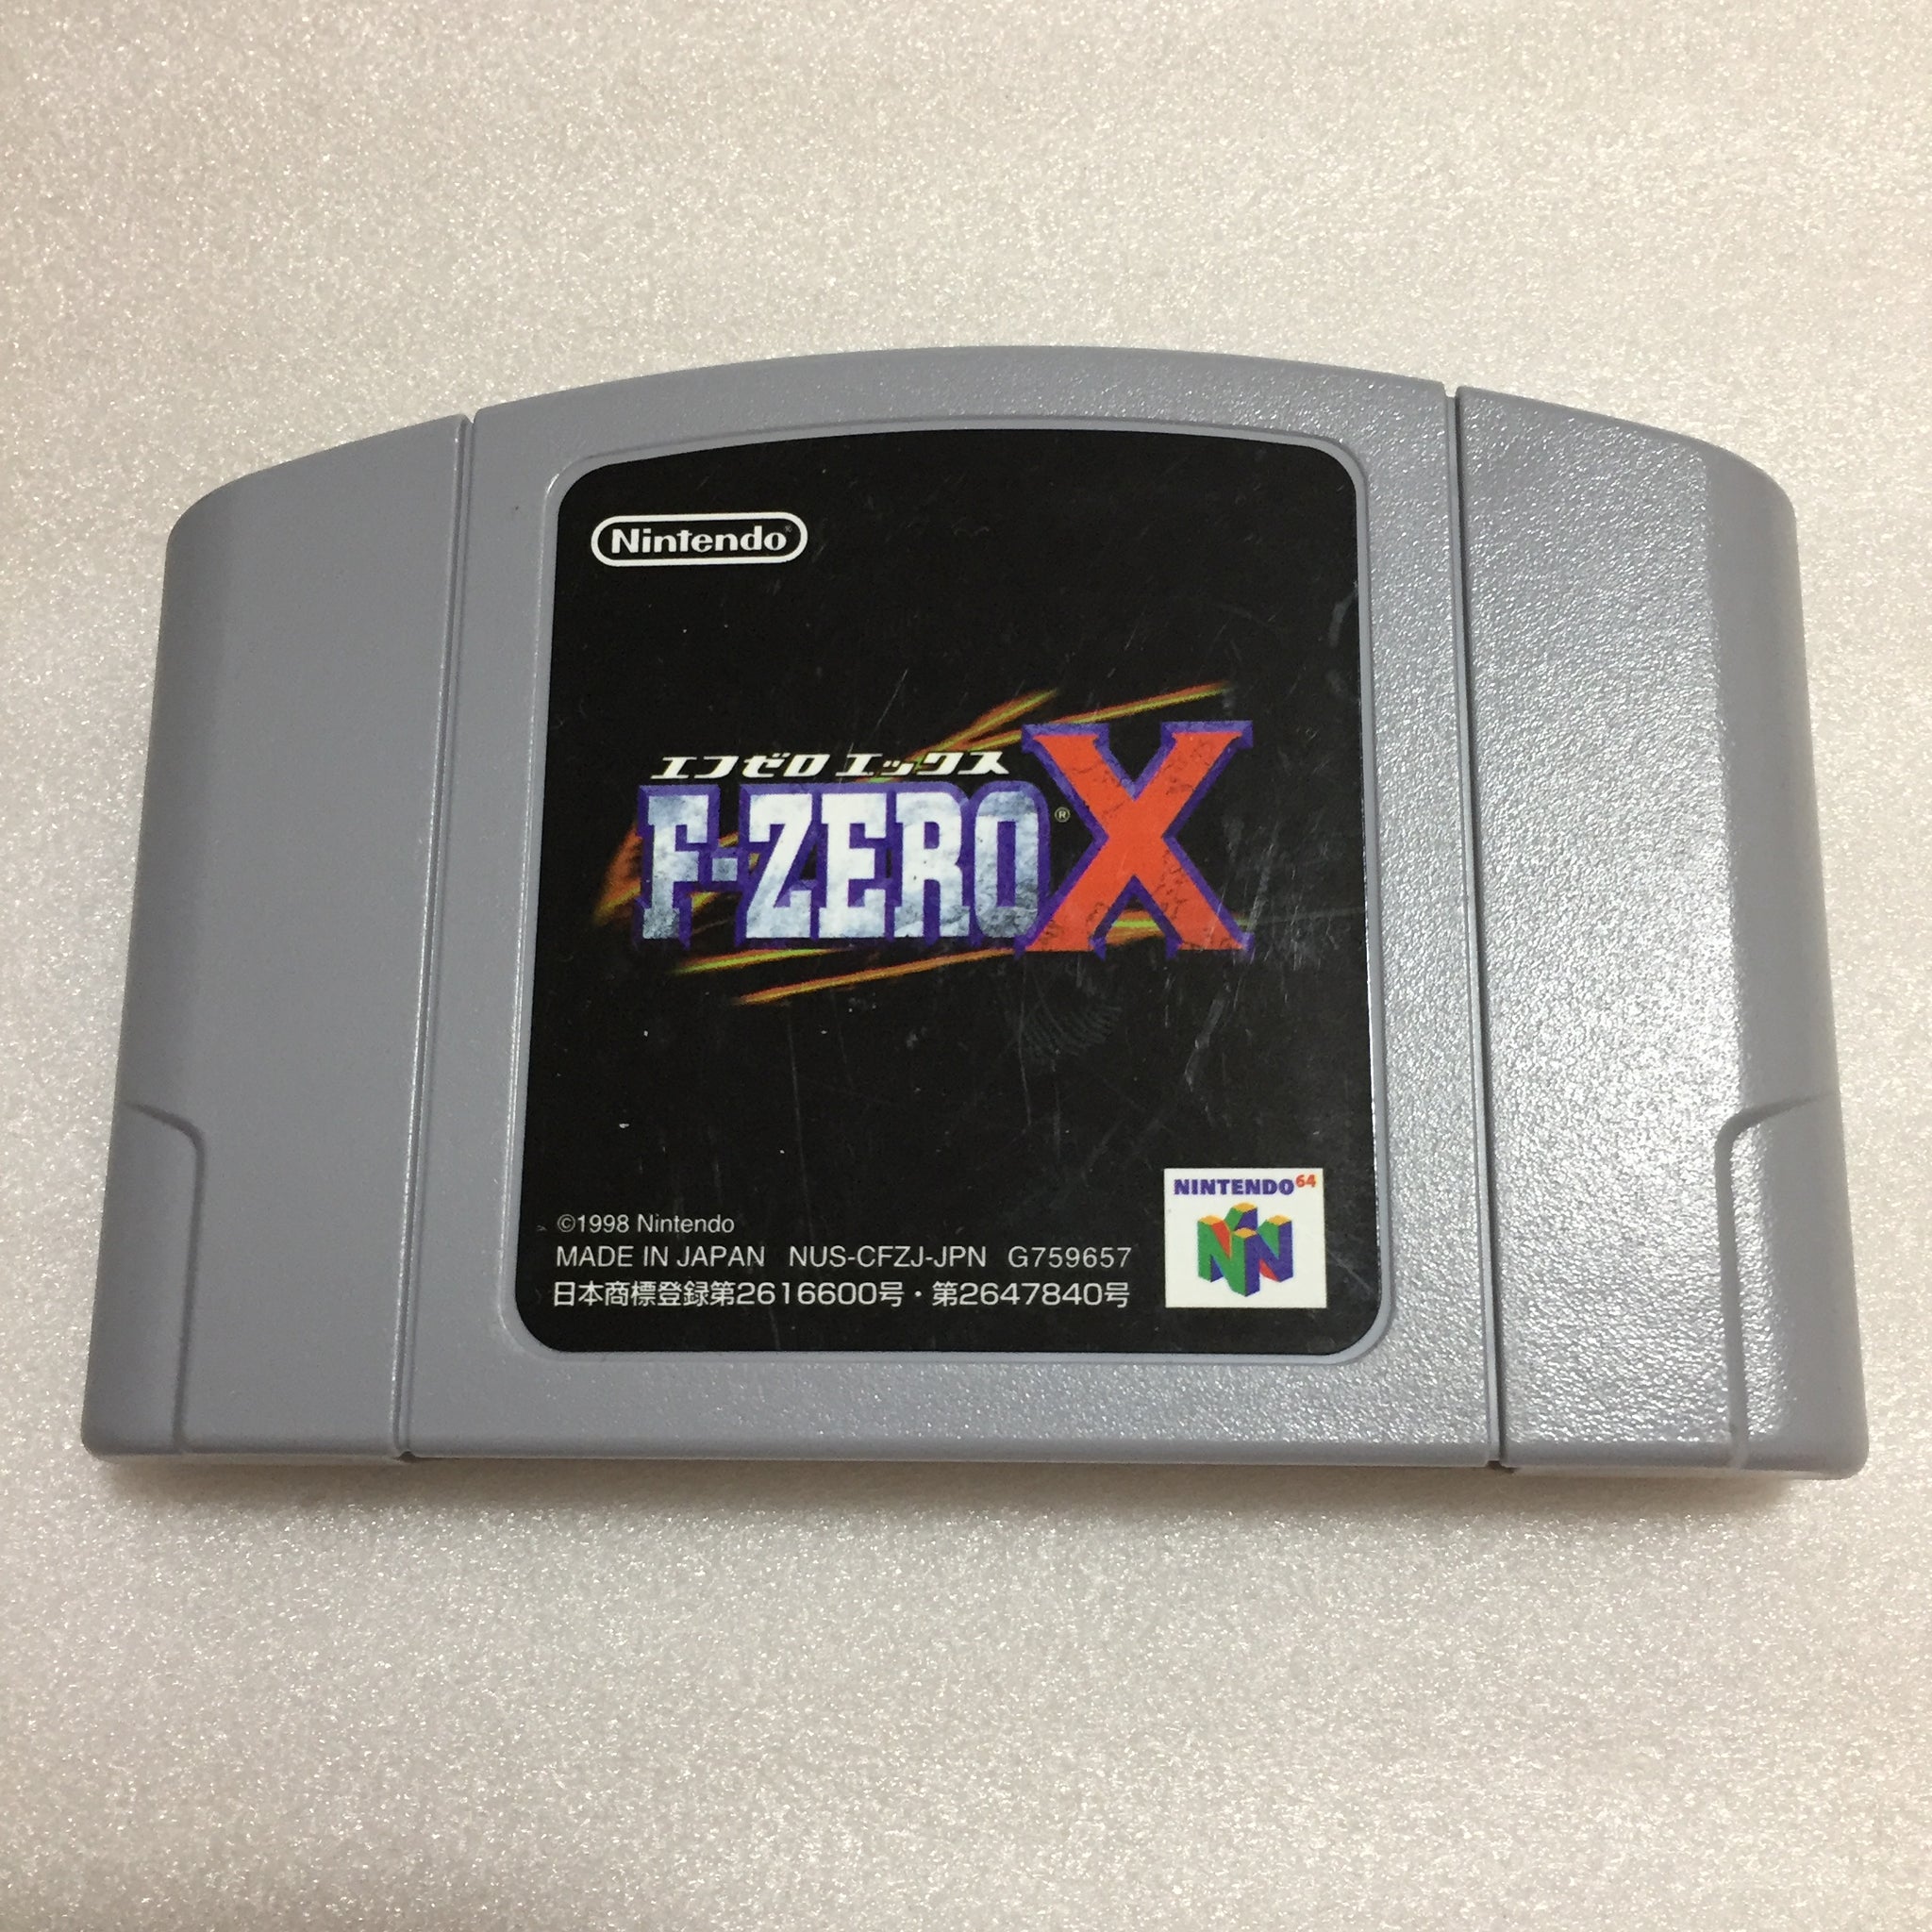 Nintendo®
エフゼロ エックス
F-ZERO®X
NINTENDO64
©1998 Nintendo
MADE IN JAPAN NUS-CFZJ-JPN G759657
日本商標登録第2616600号・第2647840号